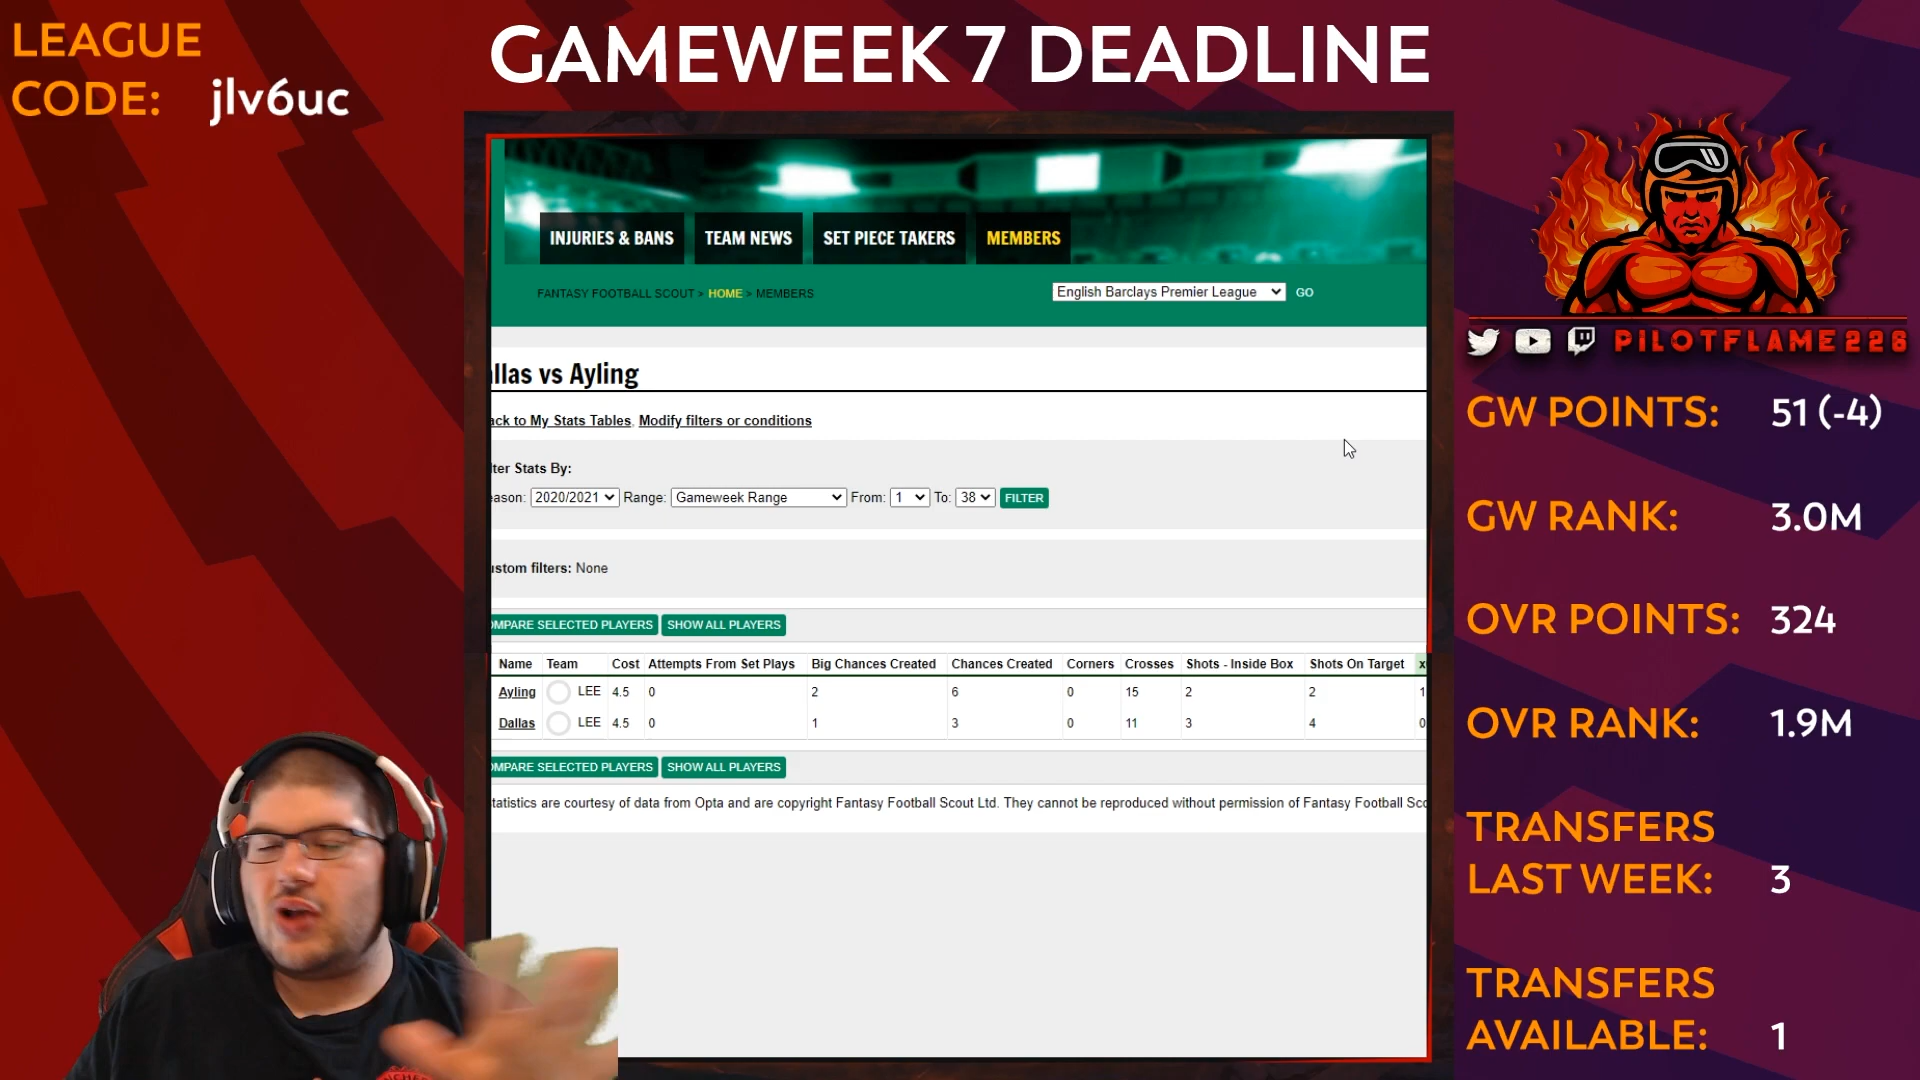 LEAGUE
CODE: jlv6uc
GAMEWEEK 7 DEADLINE
INJURIES & BANS TEAM NEWS SET PIECE TAKERS MEMBERS
FANTASY FOOTBALL SCOUT > HOME > MEMBERS
English Barclays Premier League GO
llas vs Ayling
ack to My Stats Tables, Modify filters or conditions
lter Stats By:
eason: 2020/2021 Range: Gameweek Range From: 1 To: 38 FILTER
ustom filters: None
OMPARE SELECTED PLAYERS SHOW ALL PLAYERS
Name Team Cost Attempts From Set Plays Big Chances Created Chances Created Corners Crosses Shots - Inside Box Shots On Target x
Ayling LEE 4.5 0 2 6 0 15 2 2 1
Dallas LEE 4.5 0 1 3 0 11 3 4 0
OMPARE SELECTED PLAYERS SHOW ALL PLAYERS
tatistics are courtesy of data from Opta and are copyright Fantasy Football Scout Ltd. They cannot be reproduced without permission of Fantasy Football Sco
PILOTFLAME226
GW POINTS: 51 (-4)
GW RANK: 3.0M
OVR POINTS: 324
OVR RANK: 1.9M
TRANSFERS
LAST WEEK: 3
TRANSFERS
AVAILABLE: 1